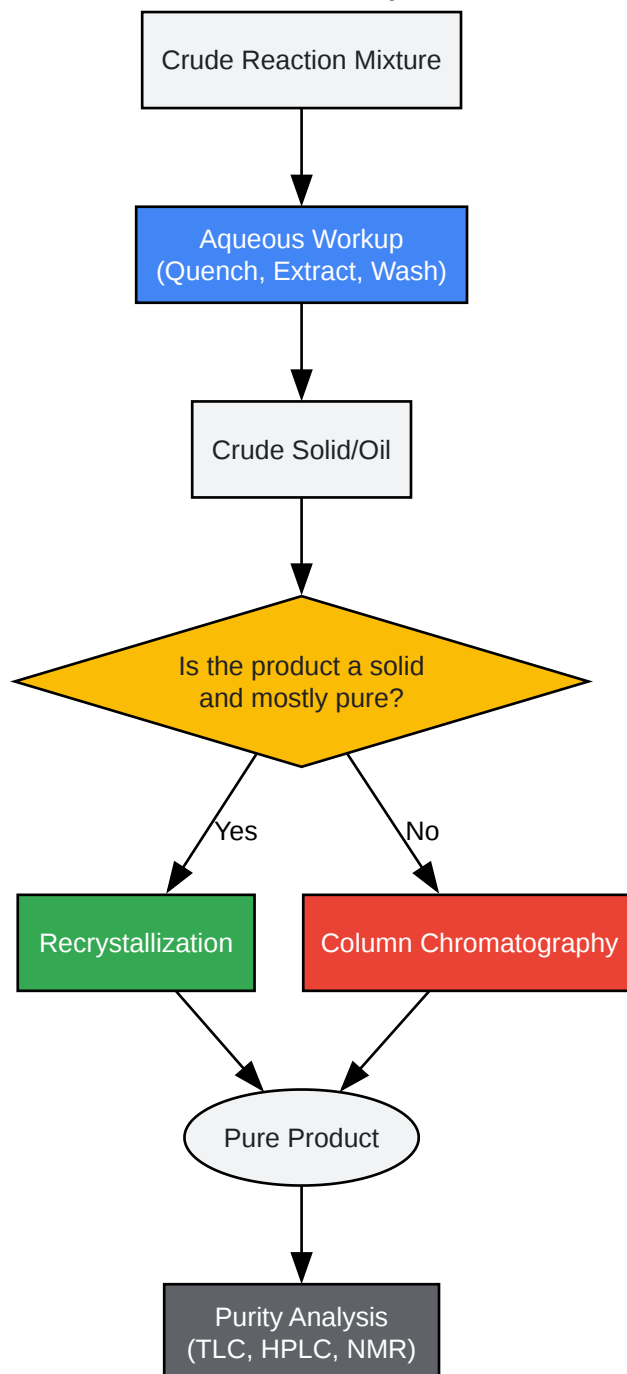 Crude Reaction Mixture
Aqueous Workup
(Quench, Extract, Wash)
Crude Solid/Oil
Is the product a solid
and mostly pure?
Yes
No
Recrystallization
Column Chromatography
Pure Product
Purity Analysis
(TLC, HPLC, NMR)